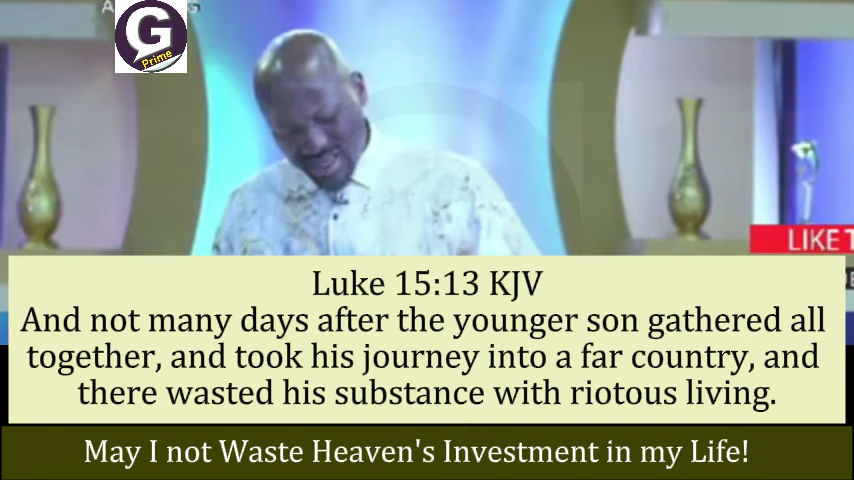 G
Prime
LIKE T
Luke 15:13 KJV
And not many days after the younger son gathered all
together, and took his journey into a far country, and
there wasted his substance with riotous living.
May I not Waste Heaven's Investment in my Life!